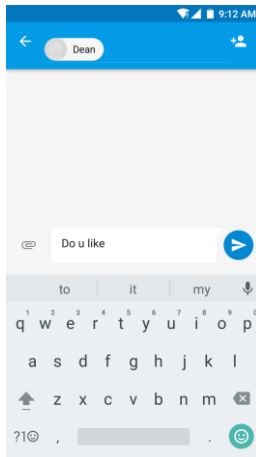 9:12 AM
Dean
Do u like
to it my
1 2 3 4 5 6 7 8 9 0
q w e r t y u i o p
a s d f g h j k l
z x c v b n m
?1☺ , .